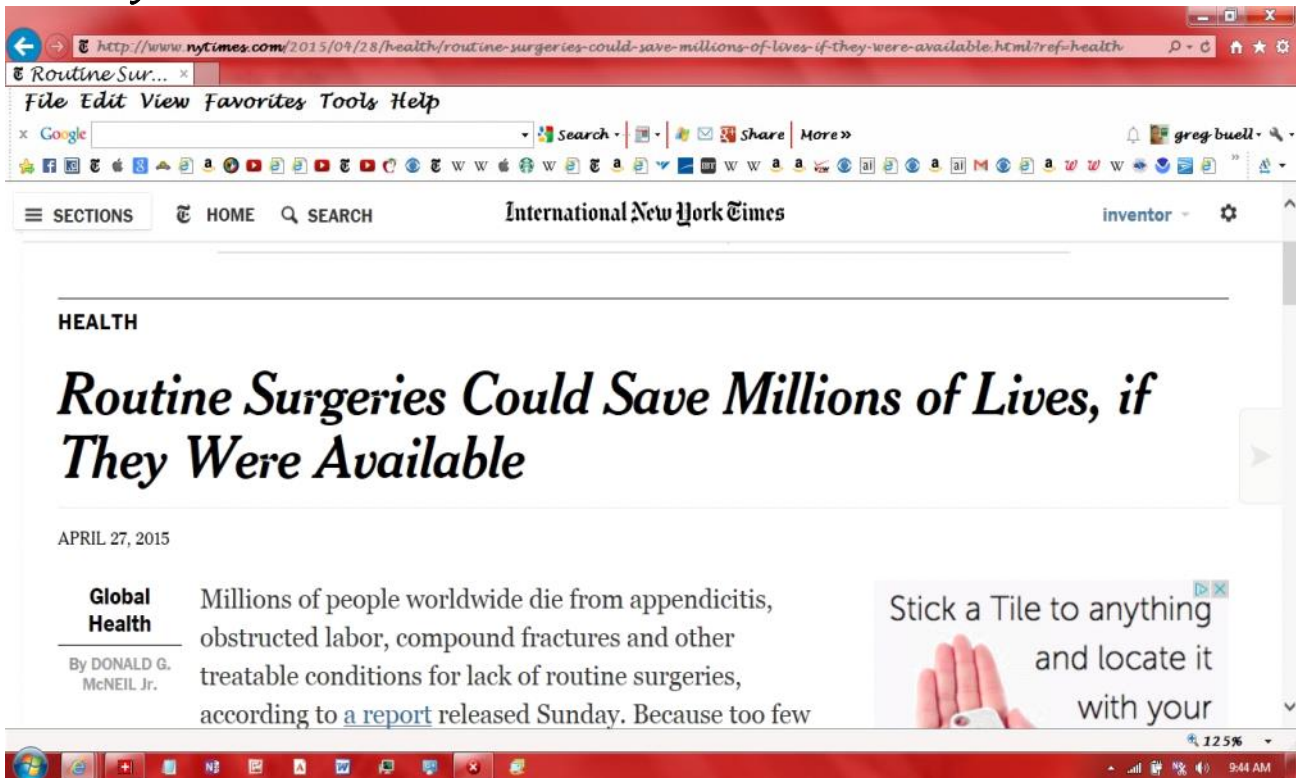 http://www.nytimes.com/2015/04/28/health/routine-surgeries-could-save-millions-of-lives-if-they-were-available.html?ref=health
Routine Sur...
File Edit View Favorites Tools Help
x Google Search Share More» greg buell
SECTIONS HOME SEARCH International New York Times inventor
HEALTH
Routine Surgeries Could Save Millions of Lives, if
They Were Available
APRIL 27, 2015
Global
Health
By DONALD G.
McNEIL Jr.
Millions of people worldwide die from appendicitis,
obstructed labor, compound fractures and other
treatable conditions for lack of routine surgeries,
according to a report released Sunday. Because too few
Stick a Tile to anything
and locate it
with your
125%
9:44 AM